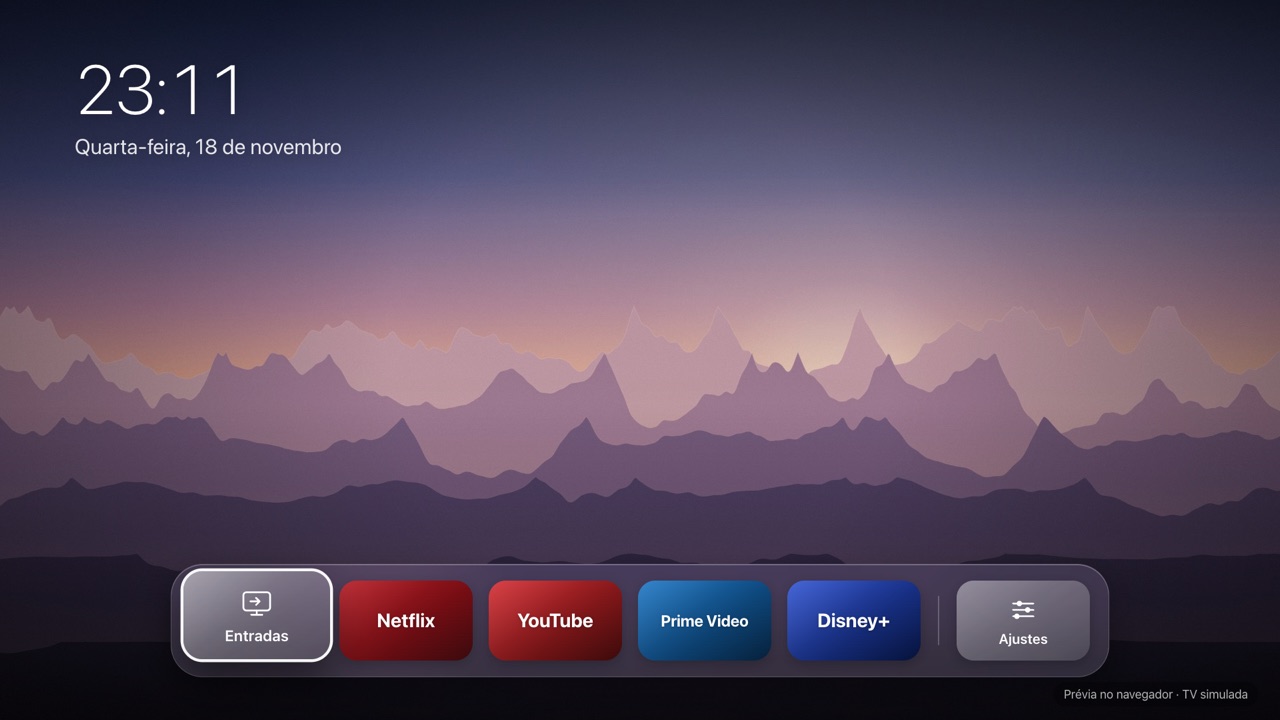 23:11
Quarta-feira, 18 de novembro
Entradas
Netflix
YouTube
Prime Video
Disney+
Ajustes
Prévia no navegador · TV simulada